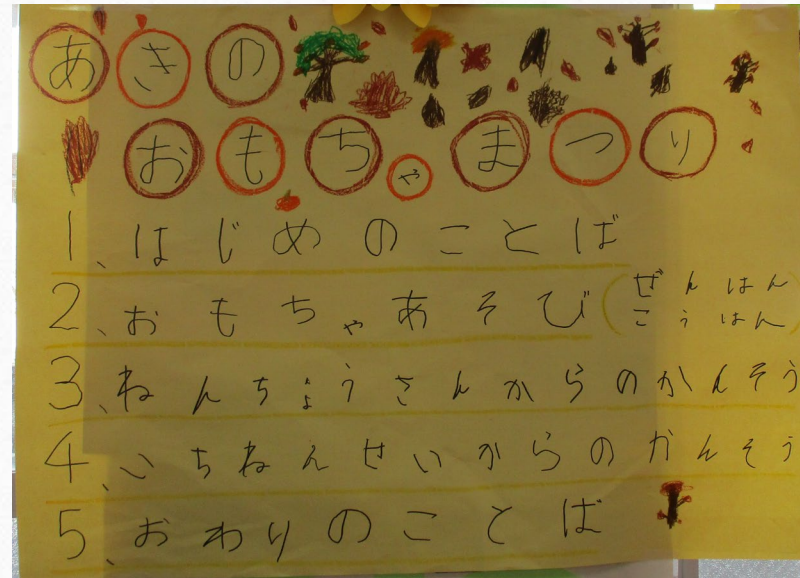 あきの
おもちゃまつり
1、はじめのことば
2、おもちゃあそび(ぜんはん
こうはん)
3、ねんちょうさんからのかんそう
4、いちねんせいからのかんそう
5、おわりのことば